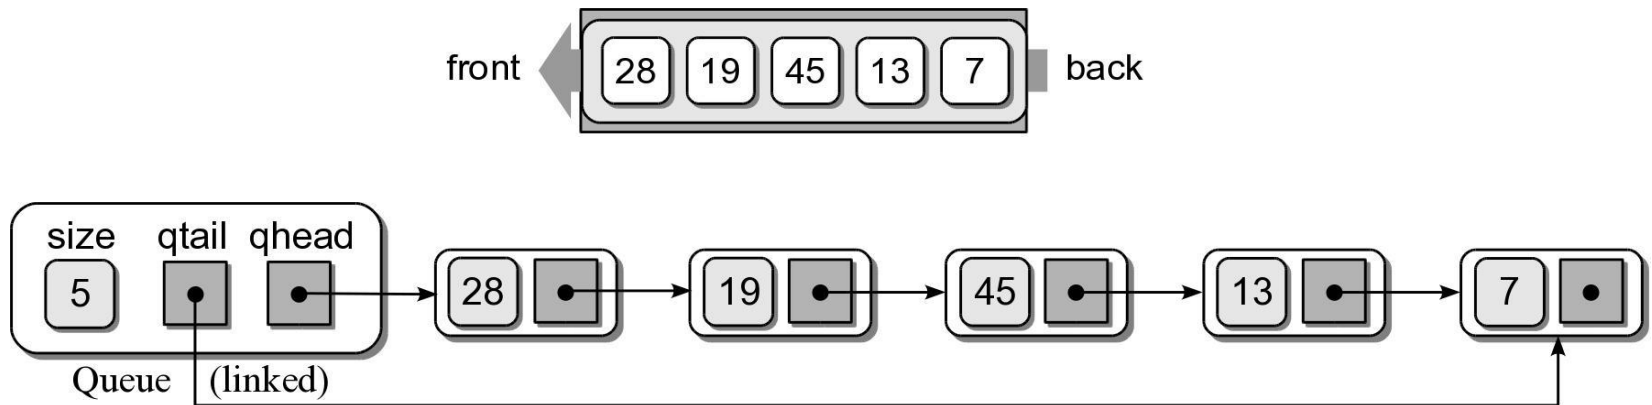 front 28 19 45 13 7 back
size qtail qhead
5 28 19 45 13 7
Queue (linked)